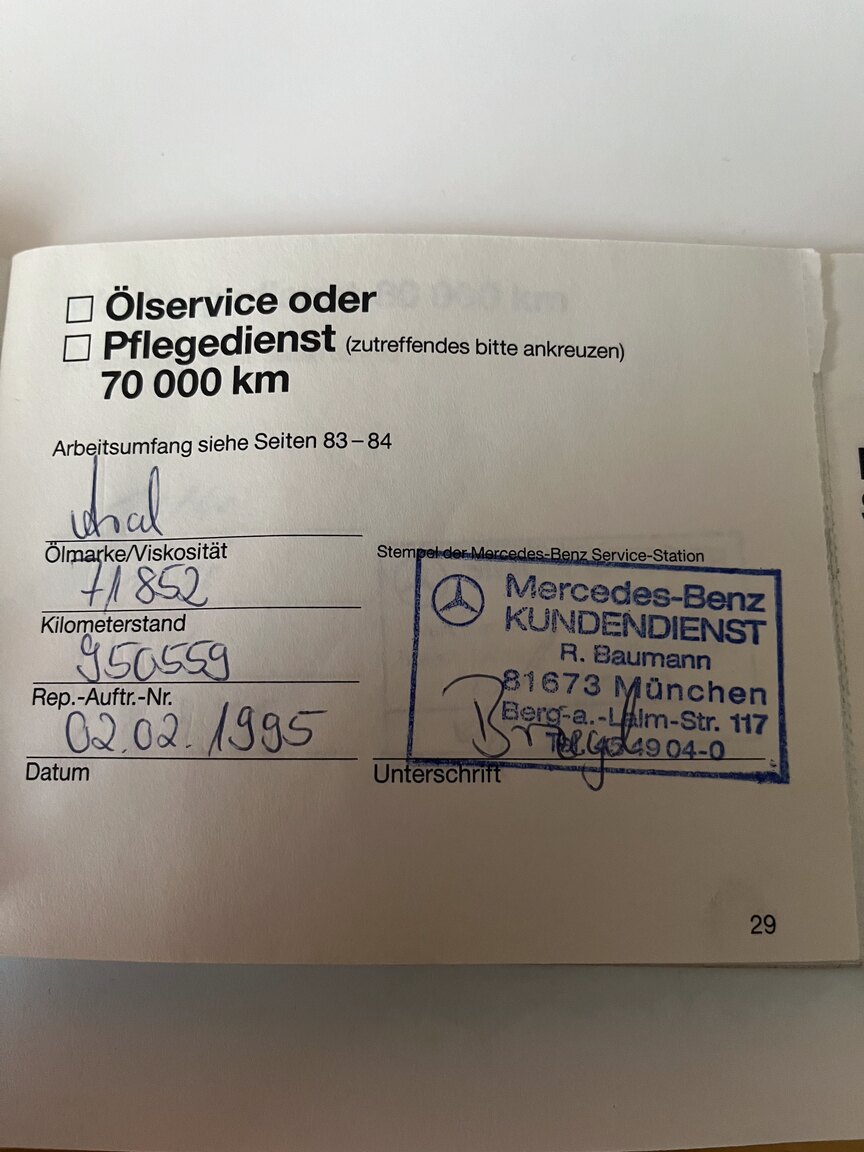 Ölservice oder
Pflegedienst (zutreffendes bitte ankreuzen)
70 000 km
Arbeitsumfang siehe Seiten 83–84
Ölmarke/Viskosität
71852
Kilometerstand
950559
Rep.-Auftr.-Nr.
02.02.1995
Datum
Stempel der Mercedes-Benz Service-Station
Mercedes-Benz
KUNDENDIENST
R. Baumann
81673 München
Berg-a.-Laim-Str. 117
4904-0
Unterschrift
29